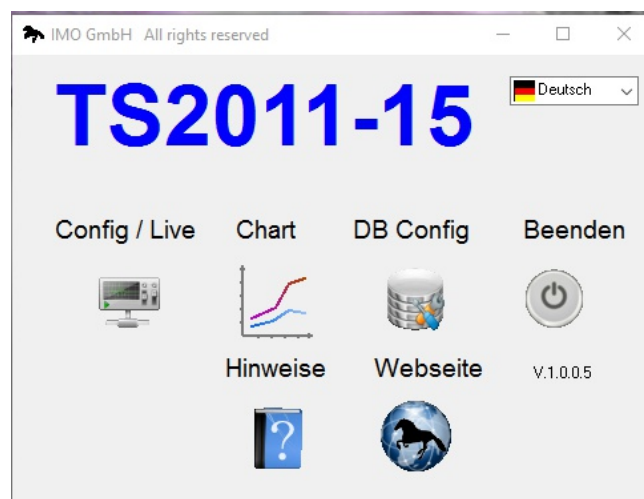 IMO GmbH All rights reserved
TS2011-15
Deutsch
Config / Live
Chart
DB Config
Beenden
Hinweise
Webseite
V.1.0.0.5
?